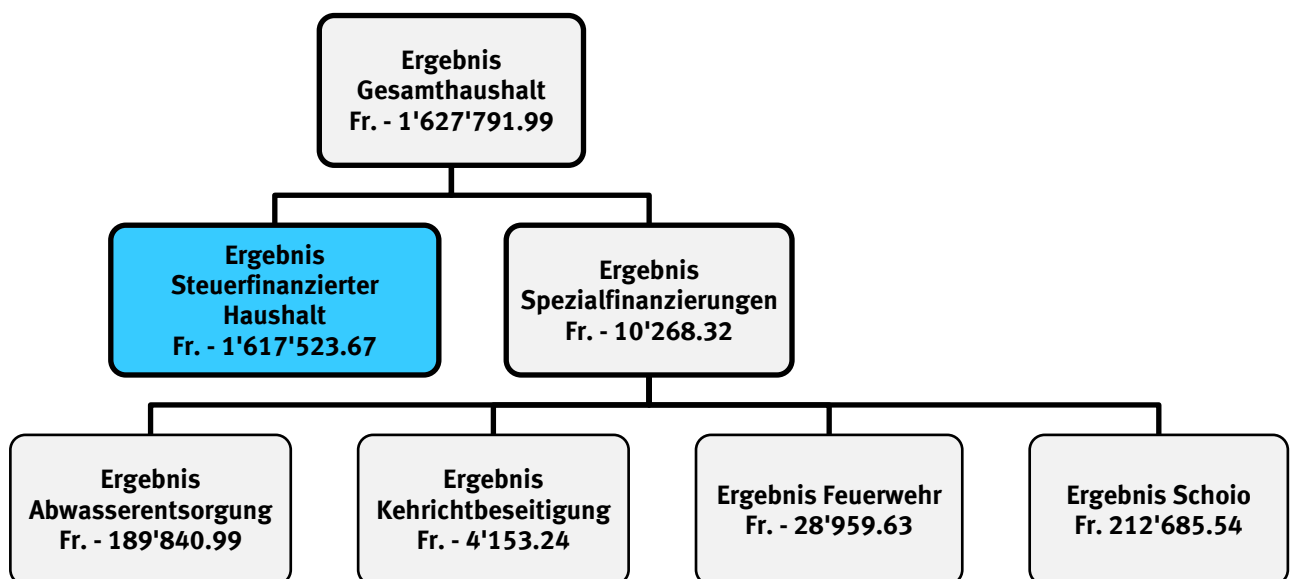 Ergebnis
Gesamthaushalt
Fr. - 1'627'791.99
Ergebnis
Steuerfinanzierter
Haushalt
Fr. - 1'617'523.67
Ergebnis
Spezialfinanzierungen
Fr. - 10'268.32
Ergebnis
Abwasserentsorgung
Fr. - 189'840.99
Ergebnis
Kehrichtbeseitigung
Fr. - 4'153.24
Ergebnis Feuerwehr
Fr. - 28'959.63
Ergebnis Schoio
Fr. 212'685.54